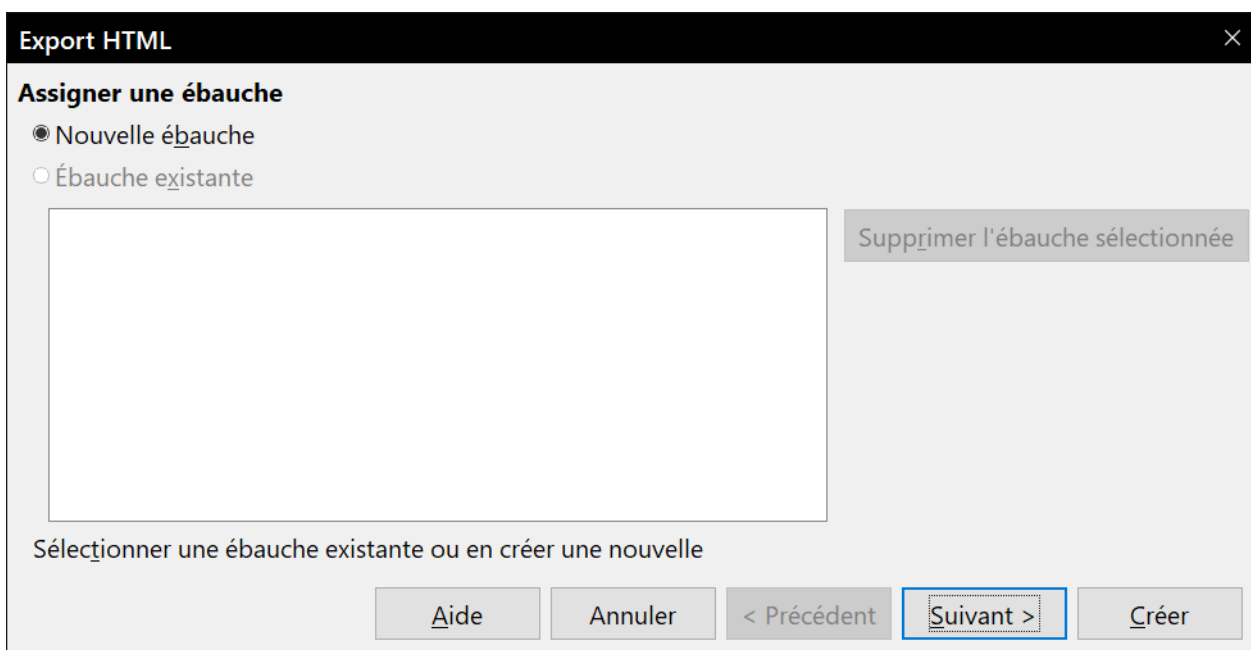 Export HTML
Assigner une ébauche
Nouvelle ébauche
Ébauche existante
Supprimer l'ébauche sélectionnée
Sélectionner une ébauche existante ou en créer une nouvelle
Aide Annuler < Précédent Suivant > Créer